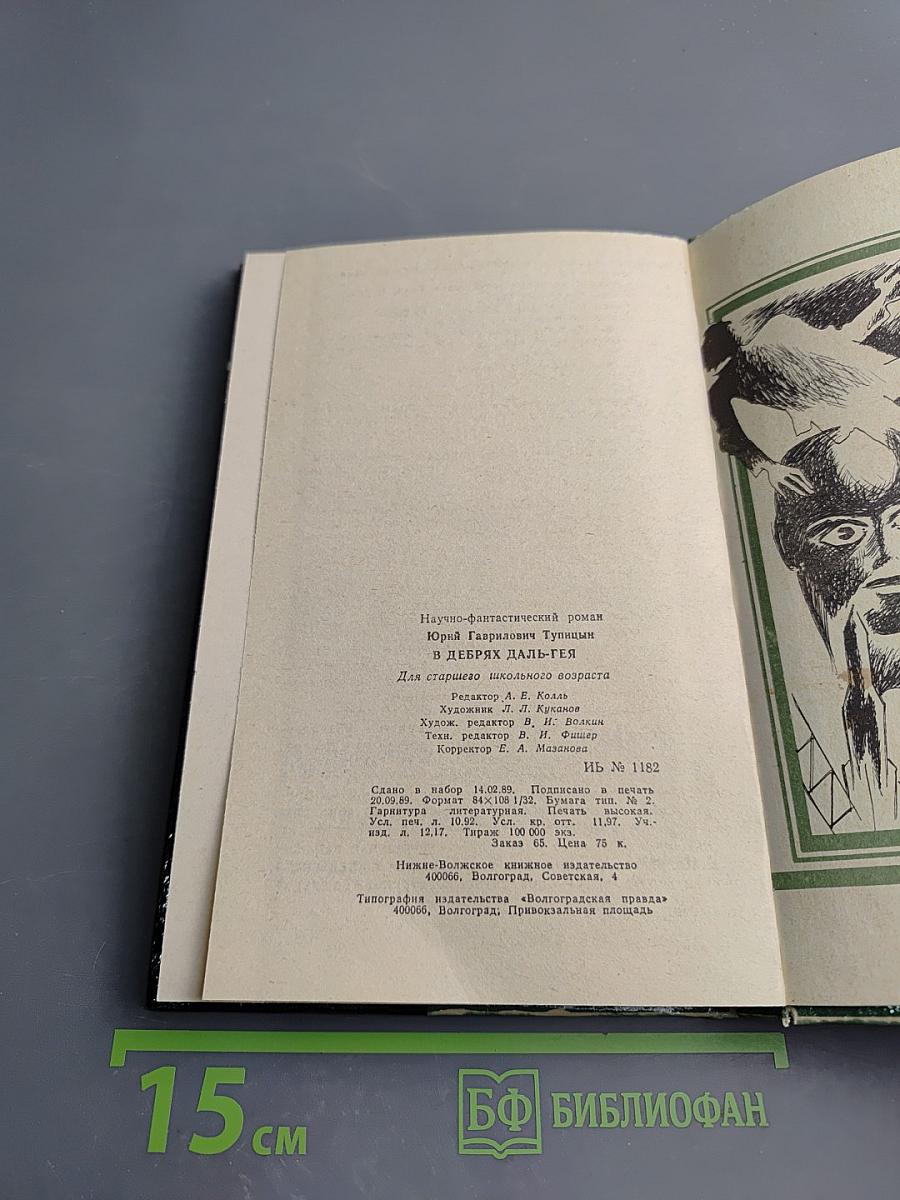 Научно-фантастический роман
Юрий Гаврилович Тупицын
В ДЕБРЯХ ДАЛЬ-ГЕЯ
Для старшего школьного возраста
Редактор А. Е. Колль
Художник Л. Л. Куканов
Худож. редактор В. И. Волкин
Техн. редактор В. И. Фишер
Корректор Е. А. Мазанова
ИБ № 1182
Сдано в набор 14.02.89. Подписано в печать
20.09.89. Формат 84×108 1/32. Бумага тип. № 2.
Гарнитура литературная. Печать высокая.
Усл. печ. л. 10.92. Усл. кр. отт. 11,97. Уч.-
изд. л. 12,17. Тираж 100 000 экз.
Заказ 65. Цена 75 к.
Нижне-Волжское книжное издательство
400066, Волгоград, Советская, 4
Типография издательства «Волгоградская правда»
400066, Волгоград; Привокзальная площадь
15 см
БФ БИБЛИОФАН